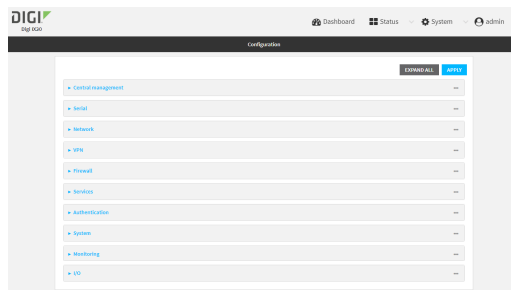 DIGI
Digi IX20
Dashboard
Status
System
admin
Configuration
EXPAND ALL
APPLY
Central management
Serial
Network
VPN
Firewall
Services
Authentication
System
Monitoring
I/O